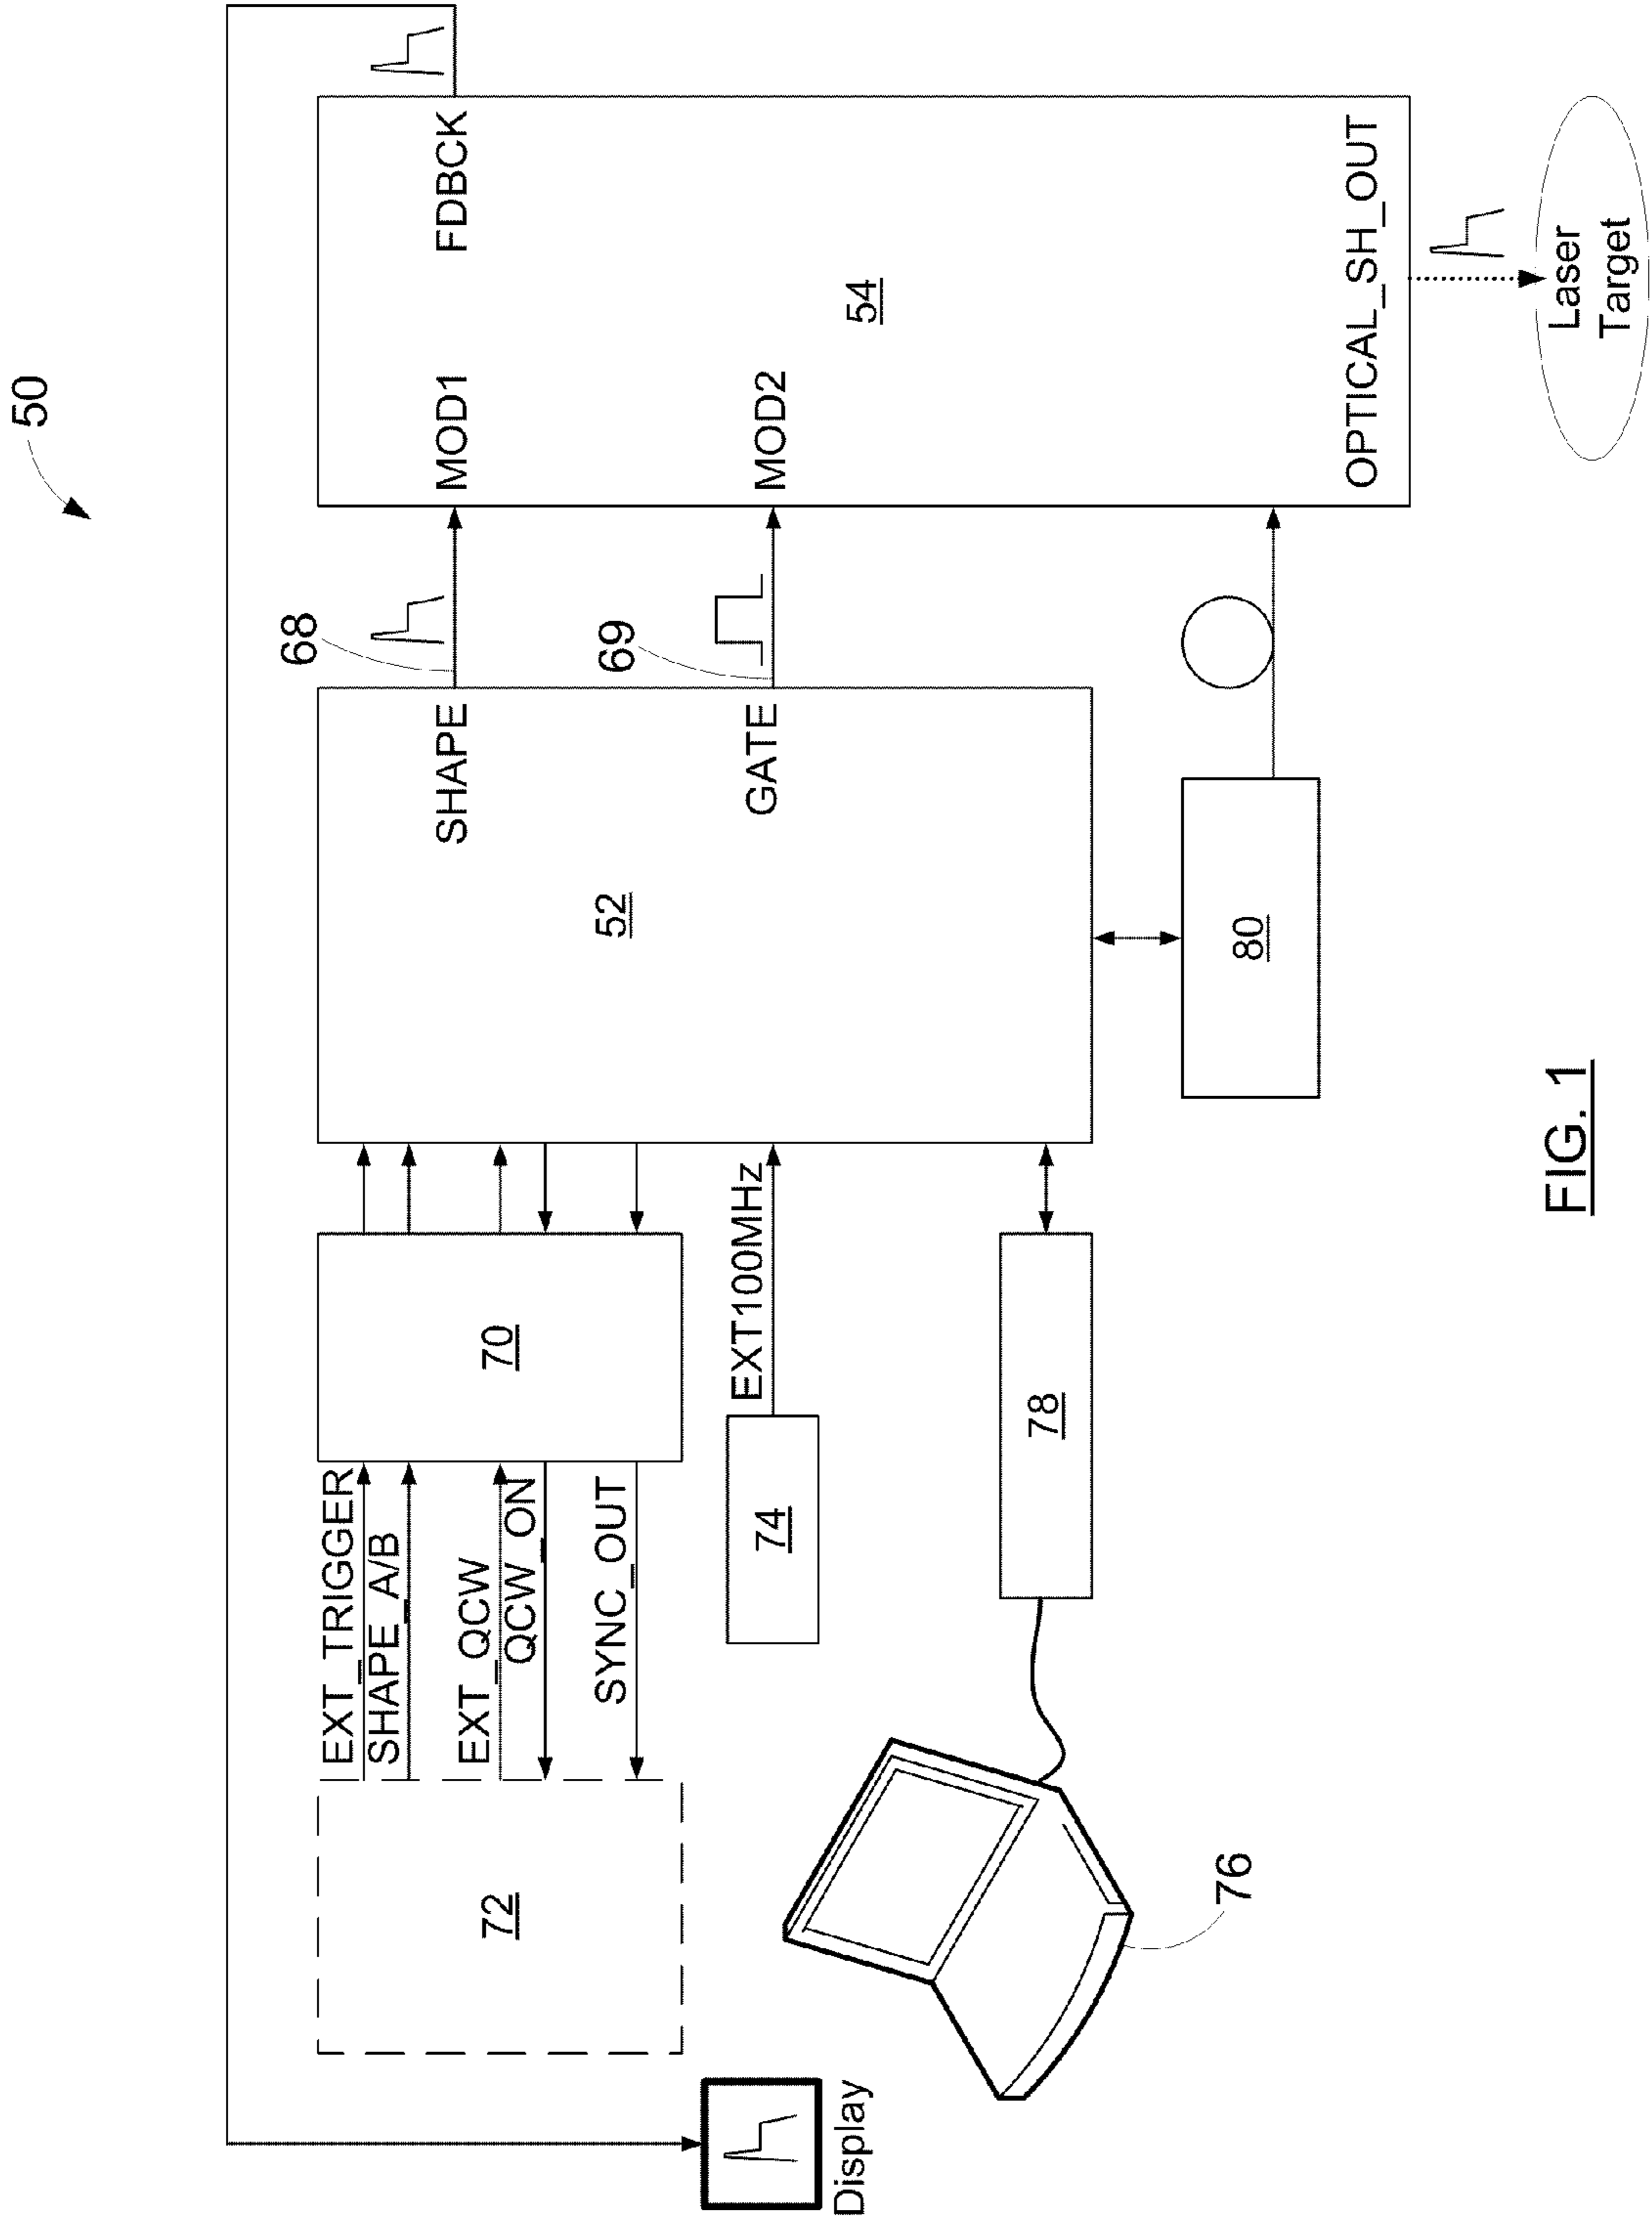 50
68
69
SHAPE
GATE
52
MOD1
MOD2
FDBCK
54
OPTICAL_SH_OUT
Laser
Target
EXT_TRIGGER
SHAPE_A/B
EXT_QCW
QCW_ON
SYNC_OUT
70
72
EXT100MHz
74
78
80
76
Display
FIG. 1